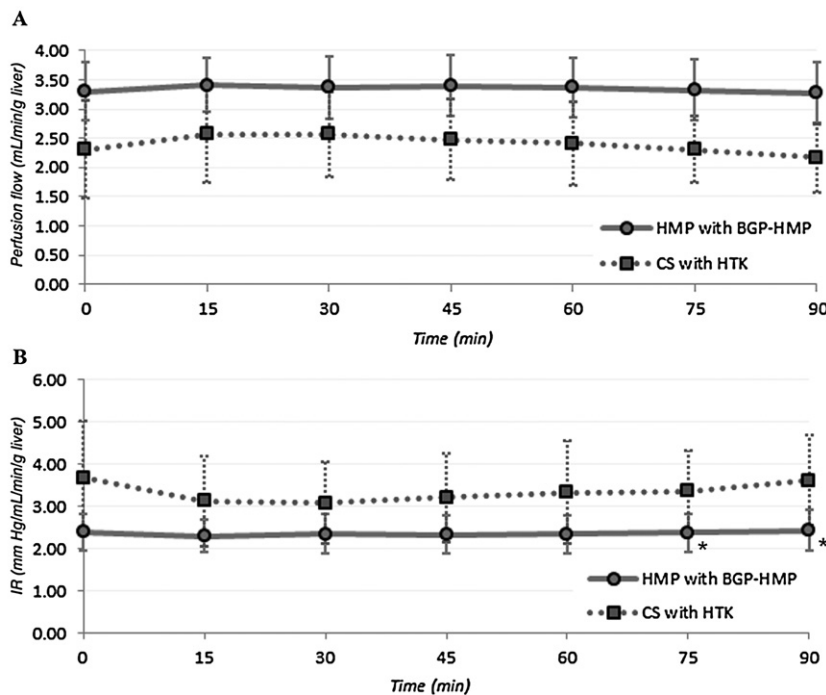 A
Perfusion flow (mL/min/g liver)
4.00
3.50
3.00
2.50
2.00
1.50
1.00
0.50
0.00
HMP with BGP-HMP
CS with HTK
0 15 30 45 60 75 90
Time (min)
B
IR (mm Hg/mL/min/g liver)
6.00
5.00
4.00
3.00
2.00
1.00
0.00
* *
HMP with BGP-HMP
CS with HTK
0 15 30 45 60 75 90
Time (min)